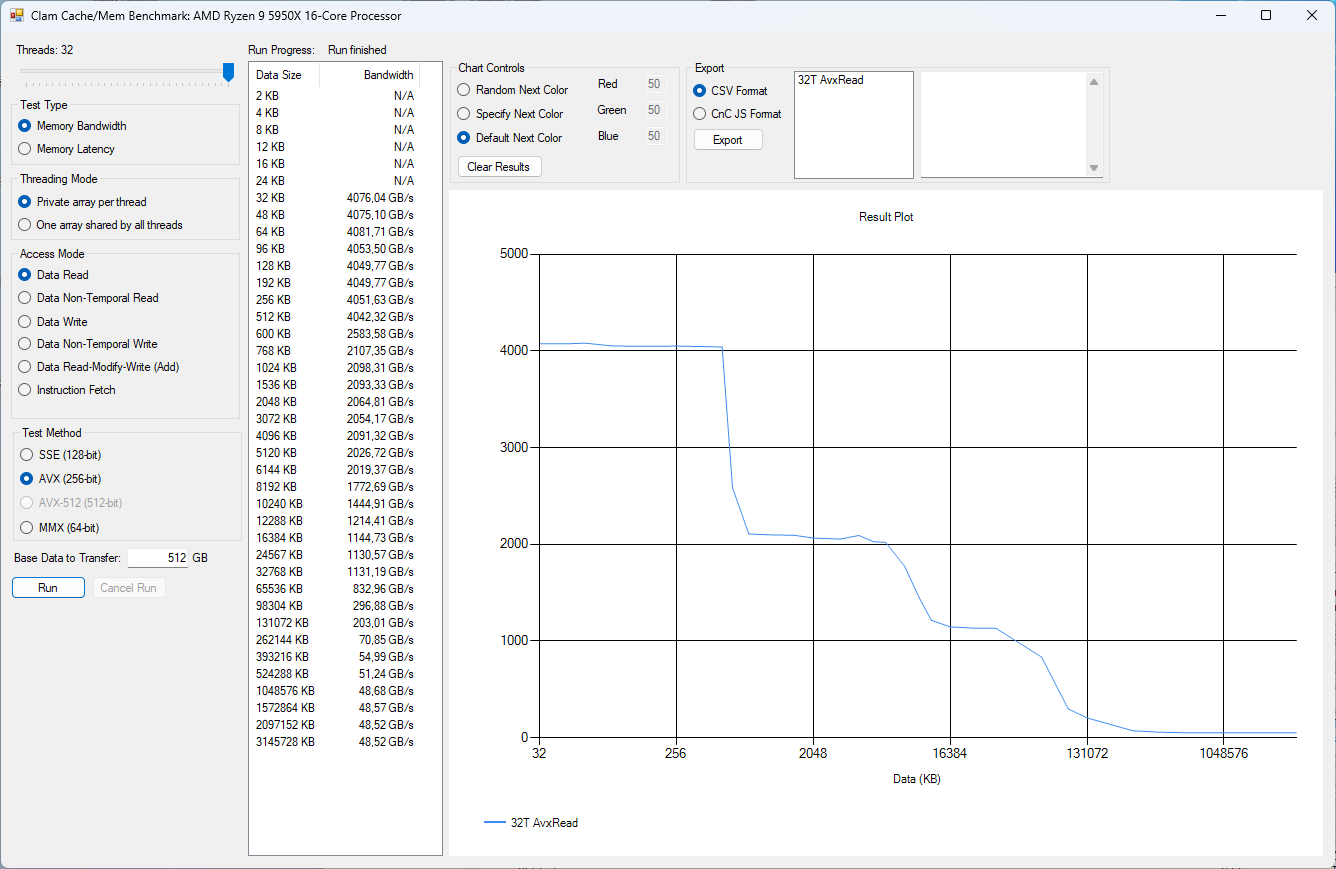 Clam Cache/Mem Benchmark: AMD Ryzen 9 5950X 16-Core Processor
Threads: 32
Test Type
Memory Bandwidth
Memory Latency
Threading Mode
Private array per thread
One array shared by all threads
Access Mode
Data Read
Data Non-Temporal Read
Data Write
Data Non-Temporal Write
Data Read-Modify-Write (Add)
Instruction Fetch
Test Method
SSE (128-bit)
AVX (256-bit)
AVX-512 (512-bit)
MMX (64-bit)
Base Data to Transfer: 512 GB
Run Cancel Run
Run Progress: Run finished
Data Size Bandwidth
2 KB N/A
4 KB N/A
8 KB N/A
12 KB N/A
16 KB N/A
24 KB N/A
32 KB 4076,04 GB/s
48 KB 4075,10 GB/s
64 KB 4081,71 GB/s
96 KB 4053,50 GB/s
128 KB 4049,77 GB/s
192 KB 4049,77 GB/s
256 KB 4051,63 GB/s
512 KB 4042,32 GB/s
600 KB 2583,58 GB/s
768 KB 2107,35 GB/s
1024 KB 2098,31 GB/s
1536 KB 2093,33 GB/s
2048 KB 2064,81 GB/s
3072 KB 2054,17 GB/s
4096 KB 2091,32 GB/s
5120 KB 2026,72 GB/s
6144 KB 2019,37 GB/s
8192 KB 1772,69 GB/s
10240 KB 1444,91 GB/s
12288 KB 1214,41 GB/s
16384 KB 1144,73 GB/s
24567 KB 1130,57 GB/s
32768 KB 1131,19 GB/s
65536 KB 832,96 GB/s
98304 KB 296,88 GB/s
131072 KB 203,01 GB/s
262144 KB 70,85 GB/s
393216 KB 54,99 GB/s
524288 KB 51,24 GB/s
1048576 KB 48,68 GB/s
1572864 KB 48,57 GB/s
2097152 KB 48,52 GB/s
3145728 KB 48,52 GB/s
Chart Controls
Random Next Color
Specify Next Color
Default Next Color
Red 50
Green 50
Blue 50
Clear Results
Export
CSV Format
CnC JS Format
Export
32T AvxRead
Result Plot
5000
4000
3000
2000
1000
0
32 256 2048 16384 131072 1048576
Data (KB)
32T AvxRead